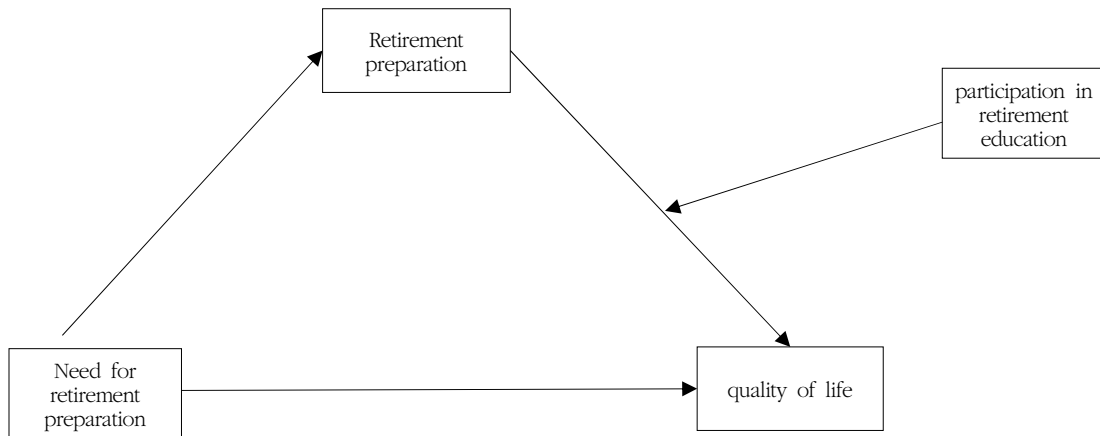 Retirement
preparation
participation in
retirement
education
Need for
retirement
preparation
quality of life